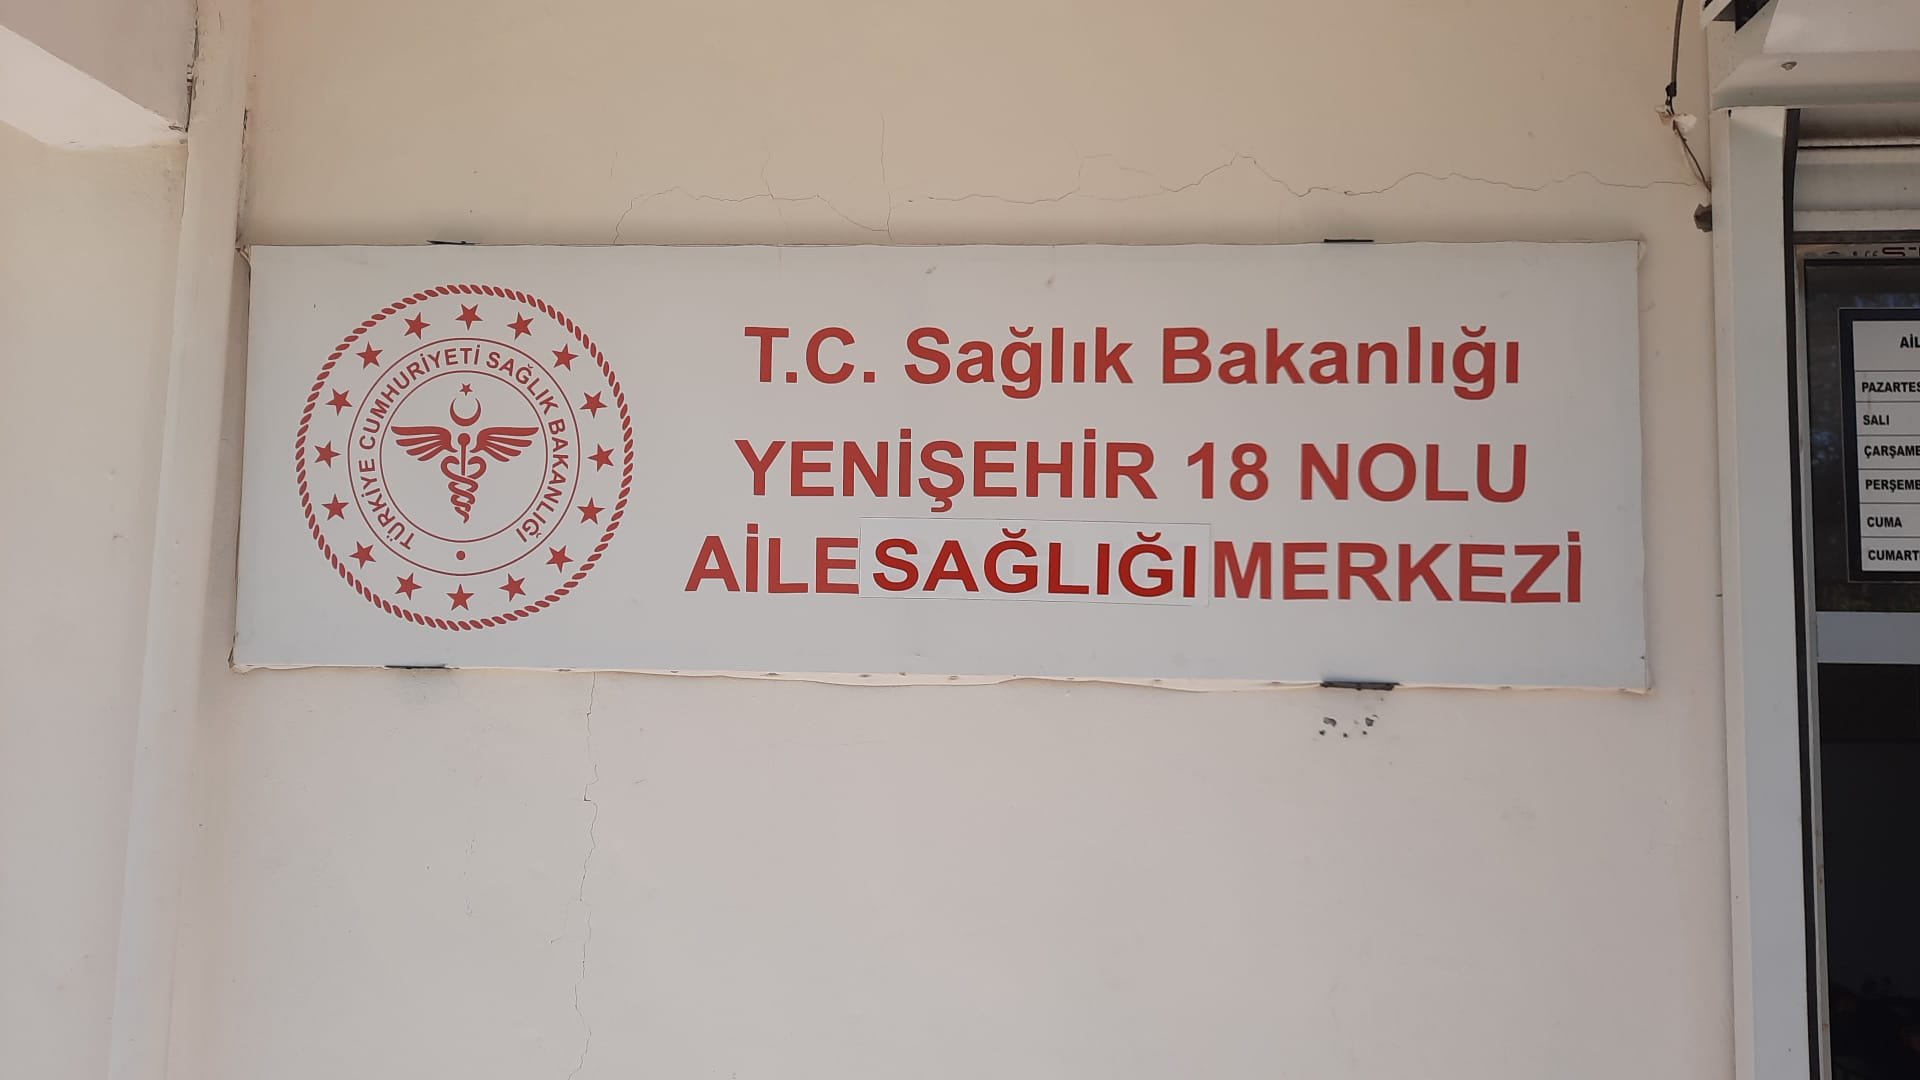 TÜRKİYE CUMHURİYETİ SAĞLIK BAKANLIĞI
T.C. Sağlık Bakanlığı
YENİŞEHİR 18 NOLU
AİLE SAĞLIĞI MERKEZİ
SALI
CUMA